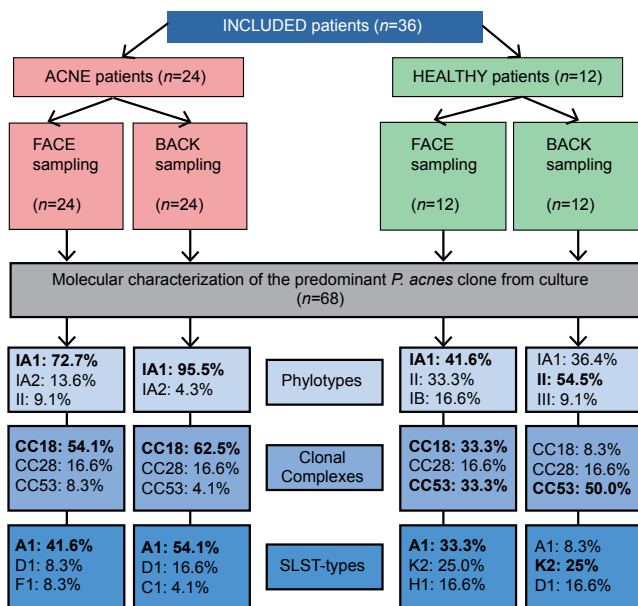 INCLUDED patients (n=36)
ACNE patients (n=24)
HEALTHY patients (n=12)
FACE
sampling
(n=24)
BACK
sampling
(n=24)
FACE
sampling
(n=12)
BACK
sampling
(n=12)
Molecular characterization of the predominant P. acnes clone from culture
(n=68)
IA1: 72.7%
IA2: 13.6%
II: 9.1%
IA1: 95.5%
IA2: 4.3%
Phylotypes
IA1: 41.6%
II: 33.3%
IB: 16.6%
IA1: 36.4%
II: 54.5%
III: 9.1%
CC18: 54.1%
CC28: 16.6%
CC53: 8.3%
CC18: 62.5%
CC28: 16.6%
CC53: 4.1%
Clonal
Complexes
CC18: 33.3%
CC28: 16.6%
CC53: 33.3%
CC18: 8.3%
CC28: 16.6%
CC53: 50.0%
A1: 41.6%
D1: 8.3%
F1: 8.3%
A1: 54.1%
D1: 16.6%
C1: 4.1%
SLST-types
A1: 33.3%
K2: 25.0%
H1: 16.6%
A1: 8.3%
K2: 25%
D1: 16.6%